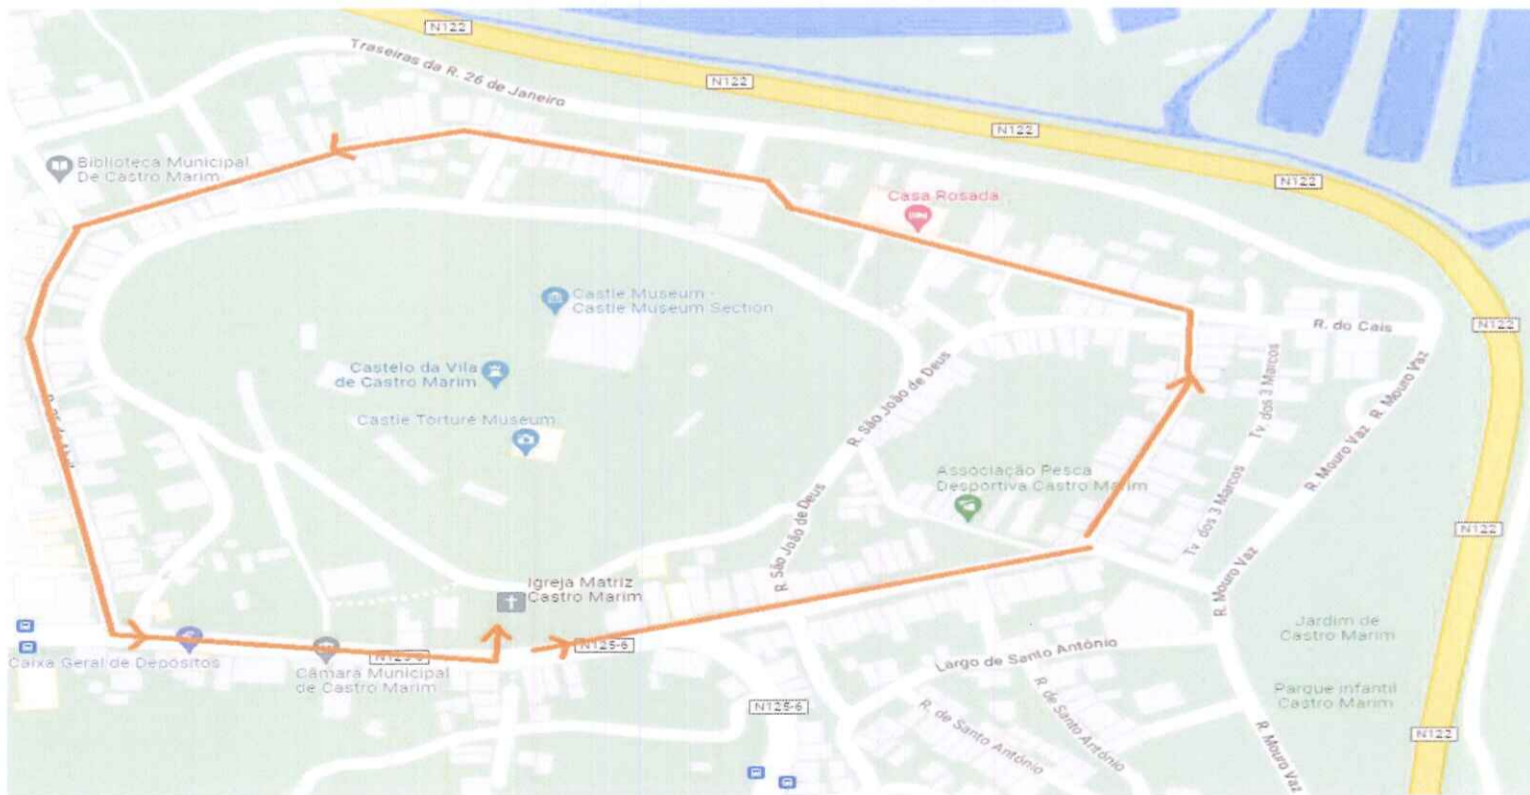 N122
Traseiras da R. 26 de Janeiro
N122
N122
Biblioteca Municipal
De Castro Marim
N122
Casa Rosada
Castle Museum -
Castle Museum Section
R. do Cais
N122
Castelo da Vila
de Castro Marim
Castle Torture Museum
R. São João de Deus
Tv. dos 3 Marcos
R. Mouro Vaz
R. Mouro Vaz
Associação Pesca
Desportiva Castro Marim
R. São João de Deus
Tv. dos 3 Marcos
N122
R. Mouro Vaz
Igreja Matriz
Castro Marim
Jardim de
Castro Marim
Caixa Geral de Depósitos
N125-6
N125-6
Câmara Municipal
de Castro Marim
Largo de Santo António
Parque infantil
Castro Marim
N125-6
R. de Santo António
R. de Santo António
R. Mouro Vaz
N122